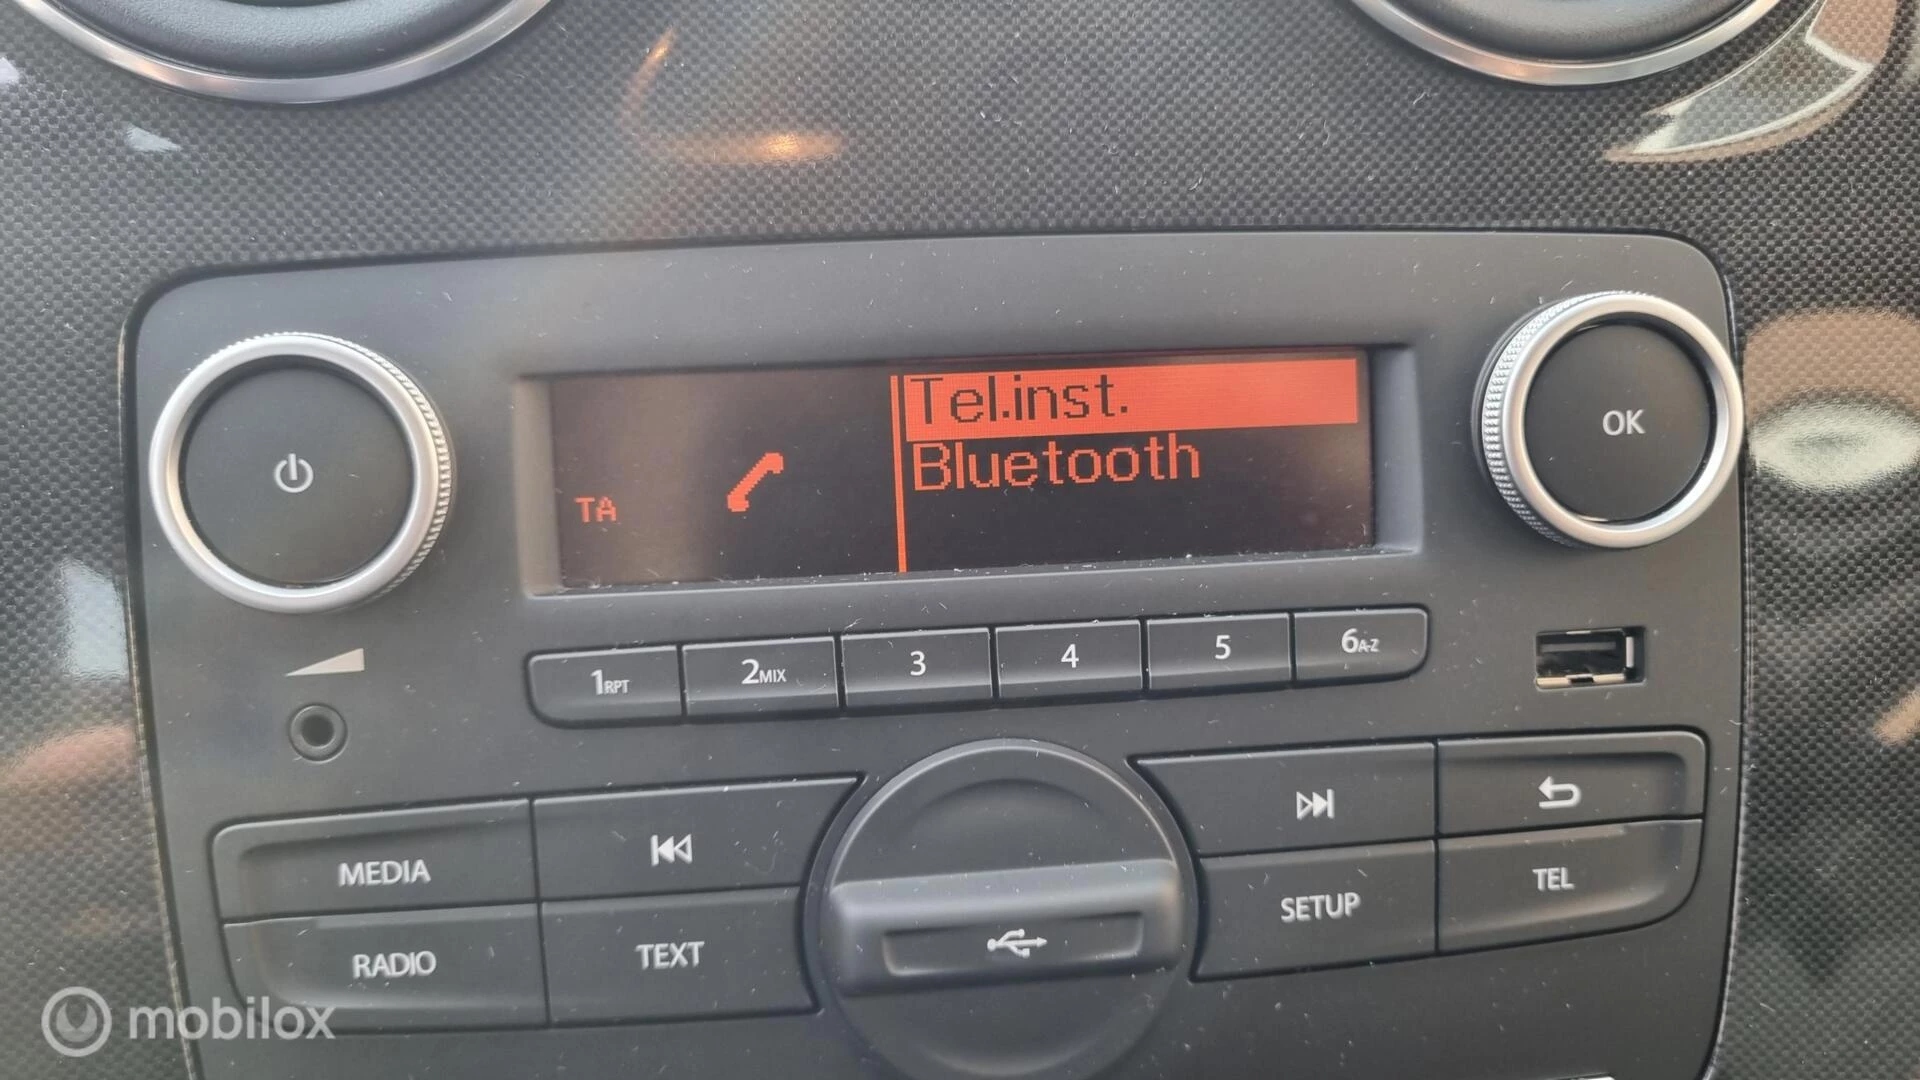 Tel.inst.
Bluetooth
TA
OK
1RPT 2MIX 3 4 5 6A-Z
MEDIA
RADIO TEXT
SETUP TEL
mobilox